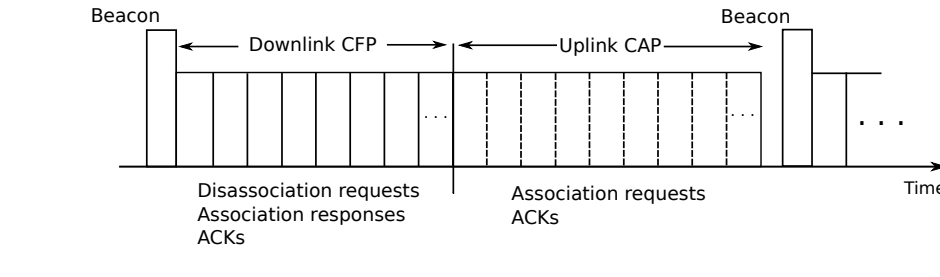 Beacon
Downlink CFP
Uplink CAP
Beacon
. . .
. . .
. . .
Time
Disassociation requests
Association responses
ACKs
Association requests
ACKs